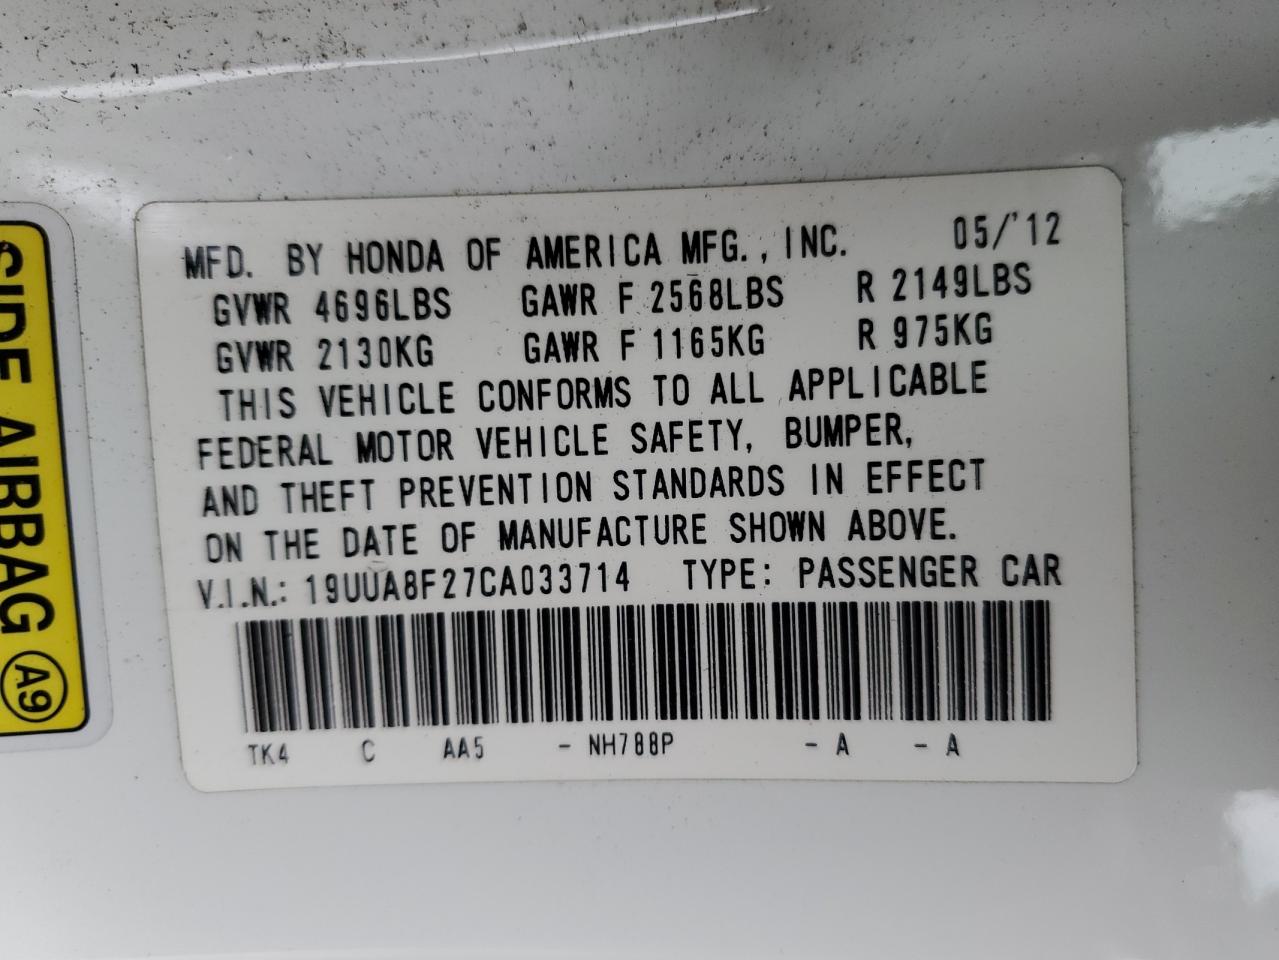 MFD. BY HONDA OF AMERICA MFG., INC. 05/'12
GVWR 4696LBS GAWR F 2568LBS R 2149LBS
GVWR 2130KG GAWR F 1165KG R 975KG
THIS VEHICLE CONFORMS TO ALL APPLICABLE
FEDERAL MOTOR VEHICLE SAFETY, BUMPER,
AND THEFT PREVENTION STANDARDS IN EFFECT
ON THE DATE OF MANUFACTURE SHOWN ABOVE.
V.I.N.: 19UUA8F27CA033714 TYPE: PASSENGER CAR
TK4 C AA5 - NH788P - A - A
SIDE AIRBAG A9